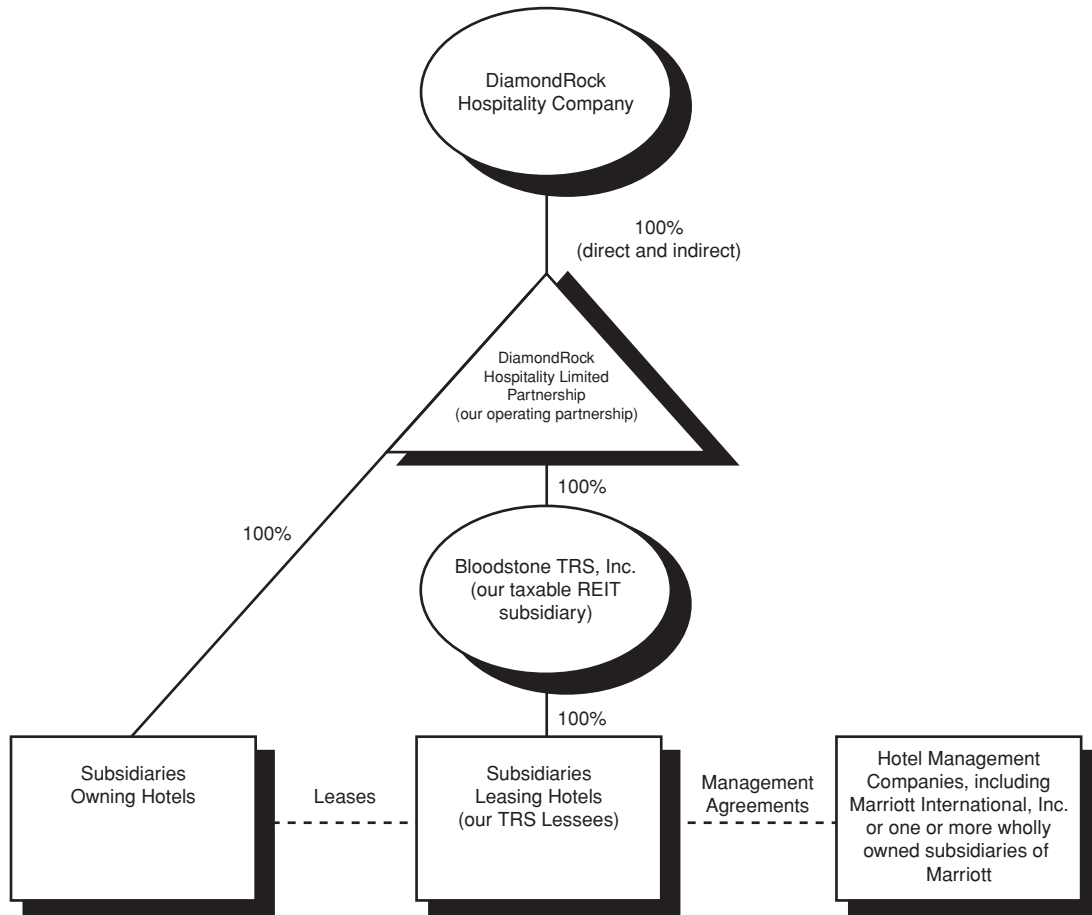 DiamondRock
Hospitality Company
100%
(direct and indirect)
DiamondRock
Hospitality Limited
Partnership
(our operating partnership)
100%
100%
Bloodstone TRS, Inc.
(our taxable REIT
subsidiary)
100%
Subsidiaries
Owning Hotels
Leases
Subsidiaries
Leasing Hotels
(our TRS Lessees)
Management
Agreements
Hotel Management
Companies, including
Marriott International, Inc.
or one or more wholly
owned subsidiaries of
Marriott